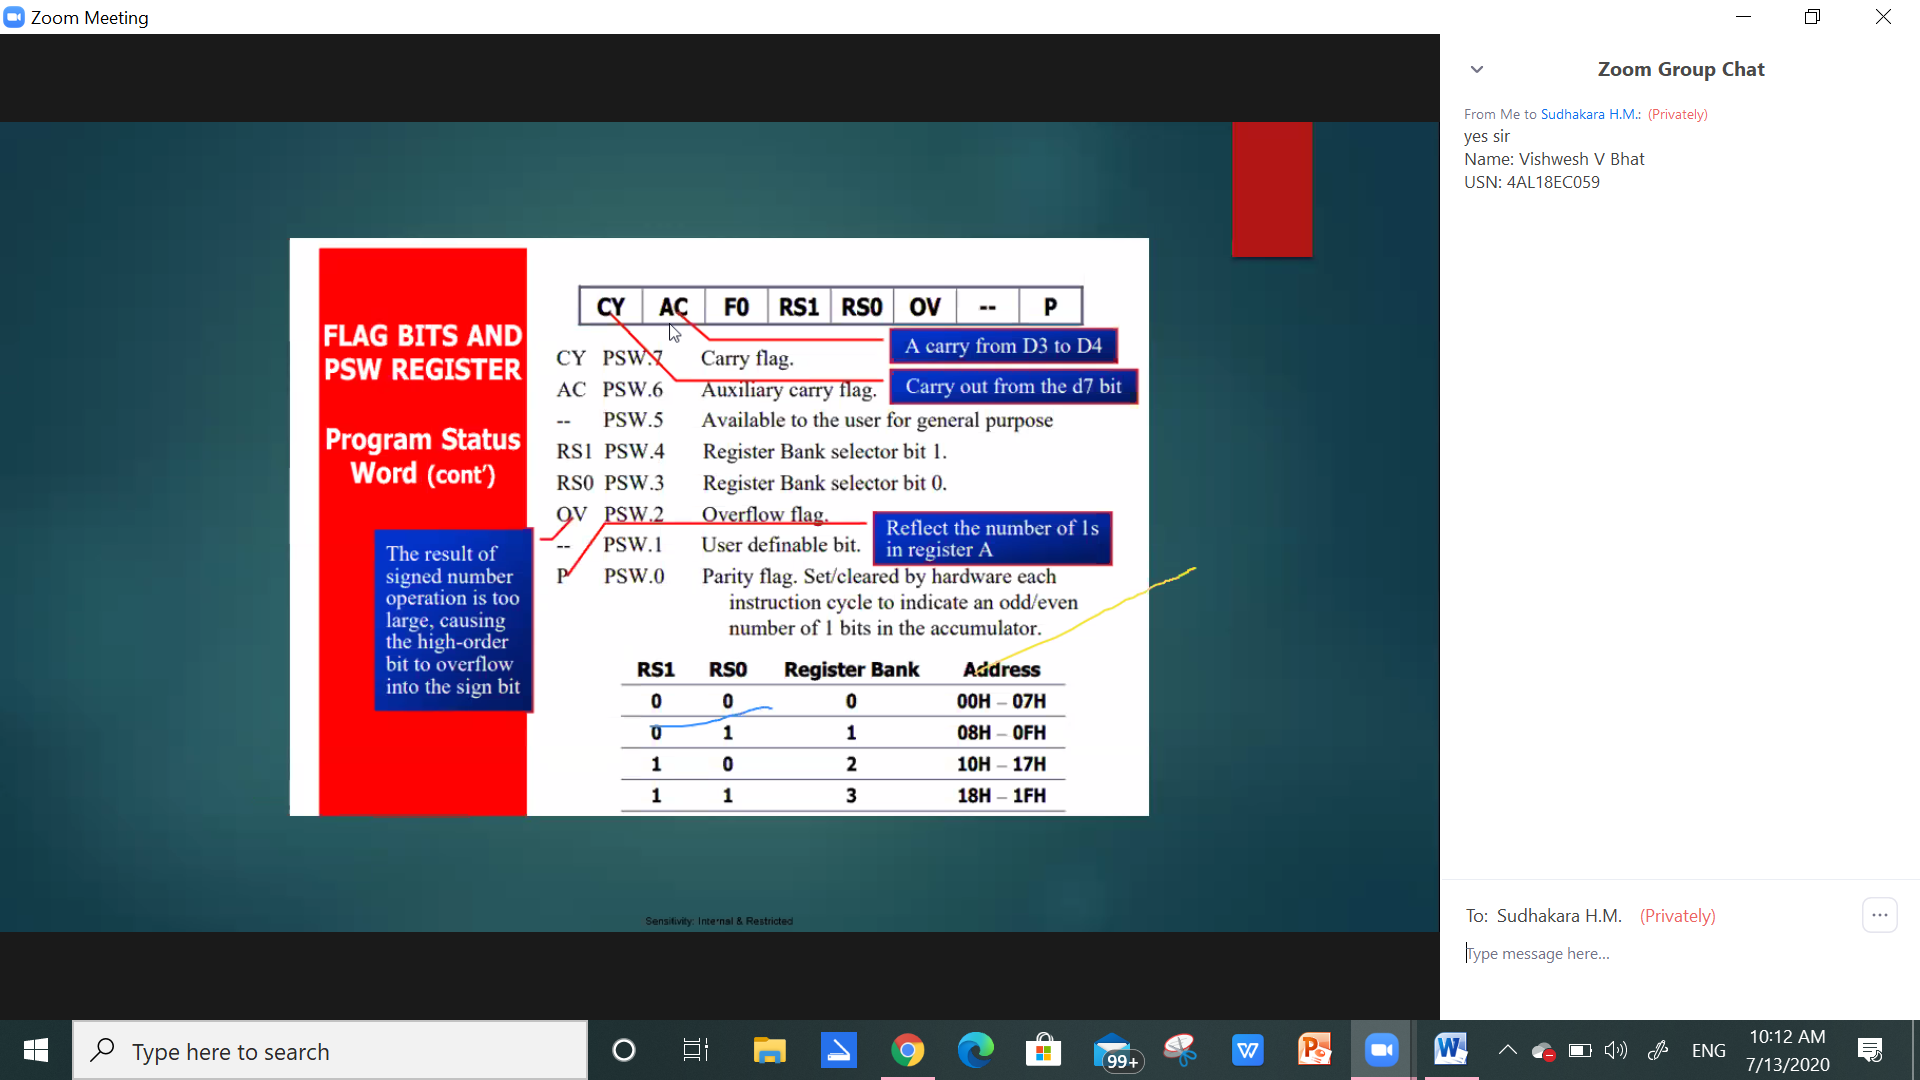 Zoom Meeting
Zoom Group Chat
From Me to Sudhakara H.M.: (Privately)
yes sir
Name: Vishwesh V Bhat
USN: 4AL18EC059
FLAG BITS AND
PSW REGISTER
Program Status
Word (cont')
The result of
signed number
operation is too
large, causing
the high-order
bit to overflow
into the sign bit
CY AC F0 RS1 RS0 OV -- P
A carry from D3 to D4
CY PSW.7 Carry flag.
Carry out from the d7 bit
AC PSW.6 Auxiliary carry flag.
-- PSW.5 Available to the user for general purpose
RS1 PSW.4 Register Bank selector bit 1.
RS0 PSW.3 Register Bank selector bit 0.
OV PSW.2 Overflow flag.
Reflect the number of 1s
in register A
-- PSW.1 User definable bit.
P PSW.0 Parity flag. Set/cleared by hardware each
instruction cycle to indicate an odd/even
number of 1 bits in the accumulator.
RS1 RS0 Register Bank Address
0 0 0 00H – 07H
0 1 1 08H – 0FH
1 0 2 10H – 17H
1 1 3 18H – 1FH
Sensitivity: Internal & Restricted
To: Sudhakara H.M. (Privately)
Type message here...
Type here to search
99+
ENG
10:12 AM
7/13/2020